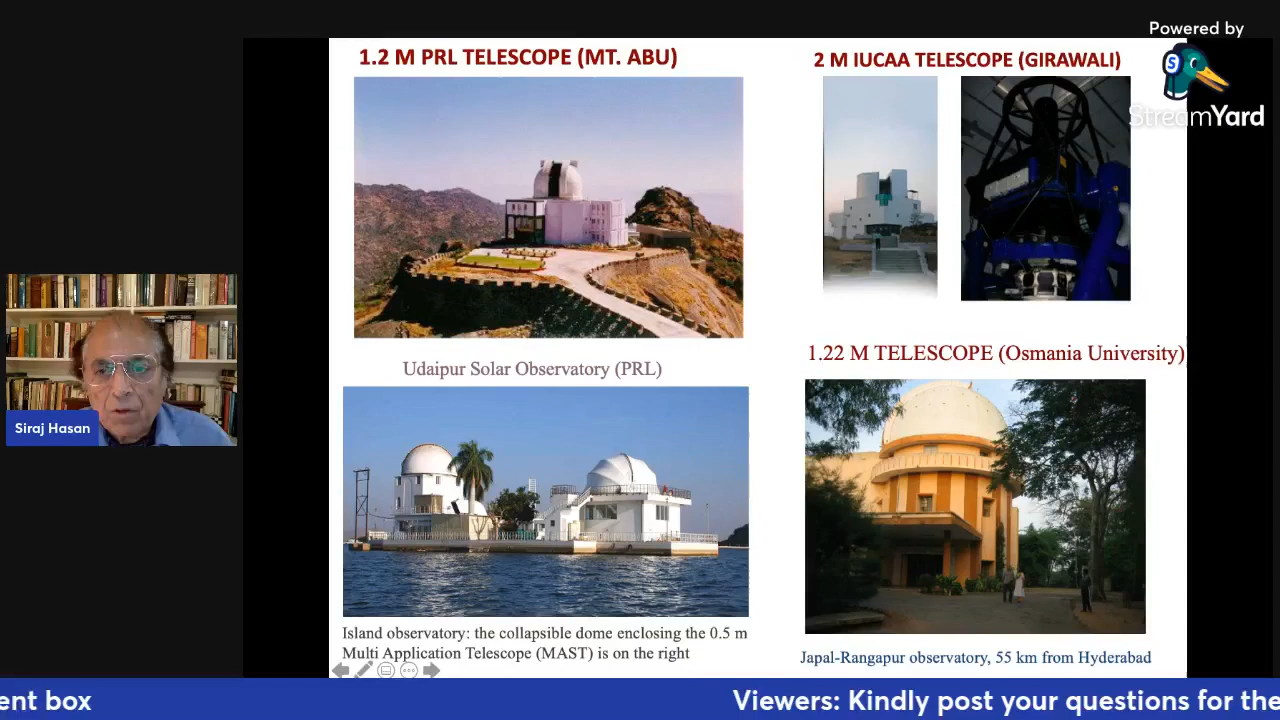 Powered by
StreamYard
1.2 M PRL TELESCOPE (MT. ABU)
2 M IUCAA TELESCOPE (GIRAWALI)
Udaipur Solar Observatory (PRL)
1.22 M TELESCOPE (Osmania University)
Siraj Hasan
Island observatory: the collapsible dome enclosing the 0.5 m
Multi Application Telescope (MAST) is on the right
Japal-Rangapur observatory, 55 km from Hyderabad
ent box
Viewers: Kindly post your questions for the